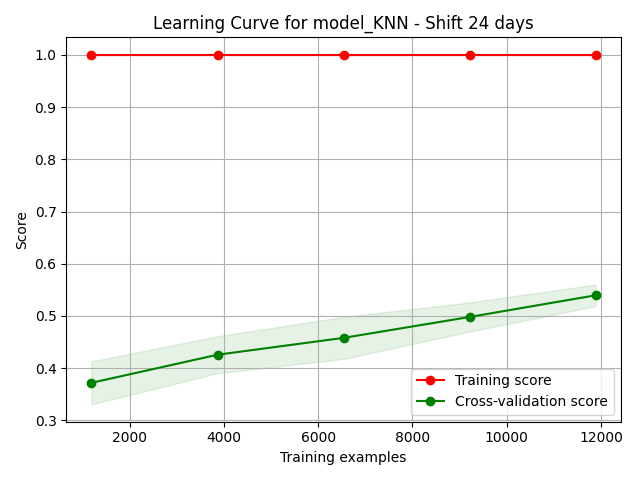 Learning Curve for model_KNN - Shift 24 days
1.0
0.9
0.8
0.7
0.6
0.5
0.4
0.3
Score
2000 4000 6000 8000 10000 12000
Training examples
Training score
Cross-validation score